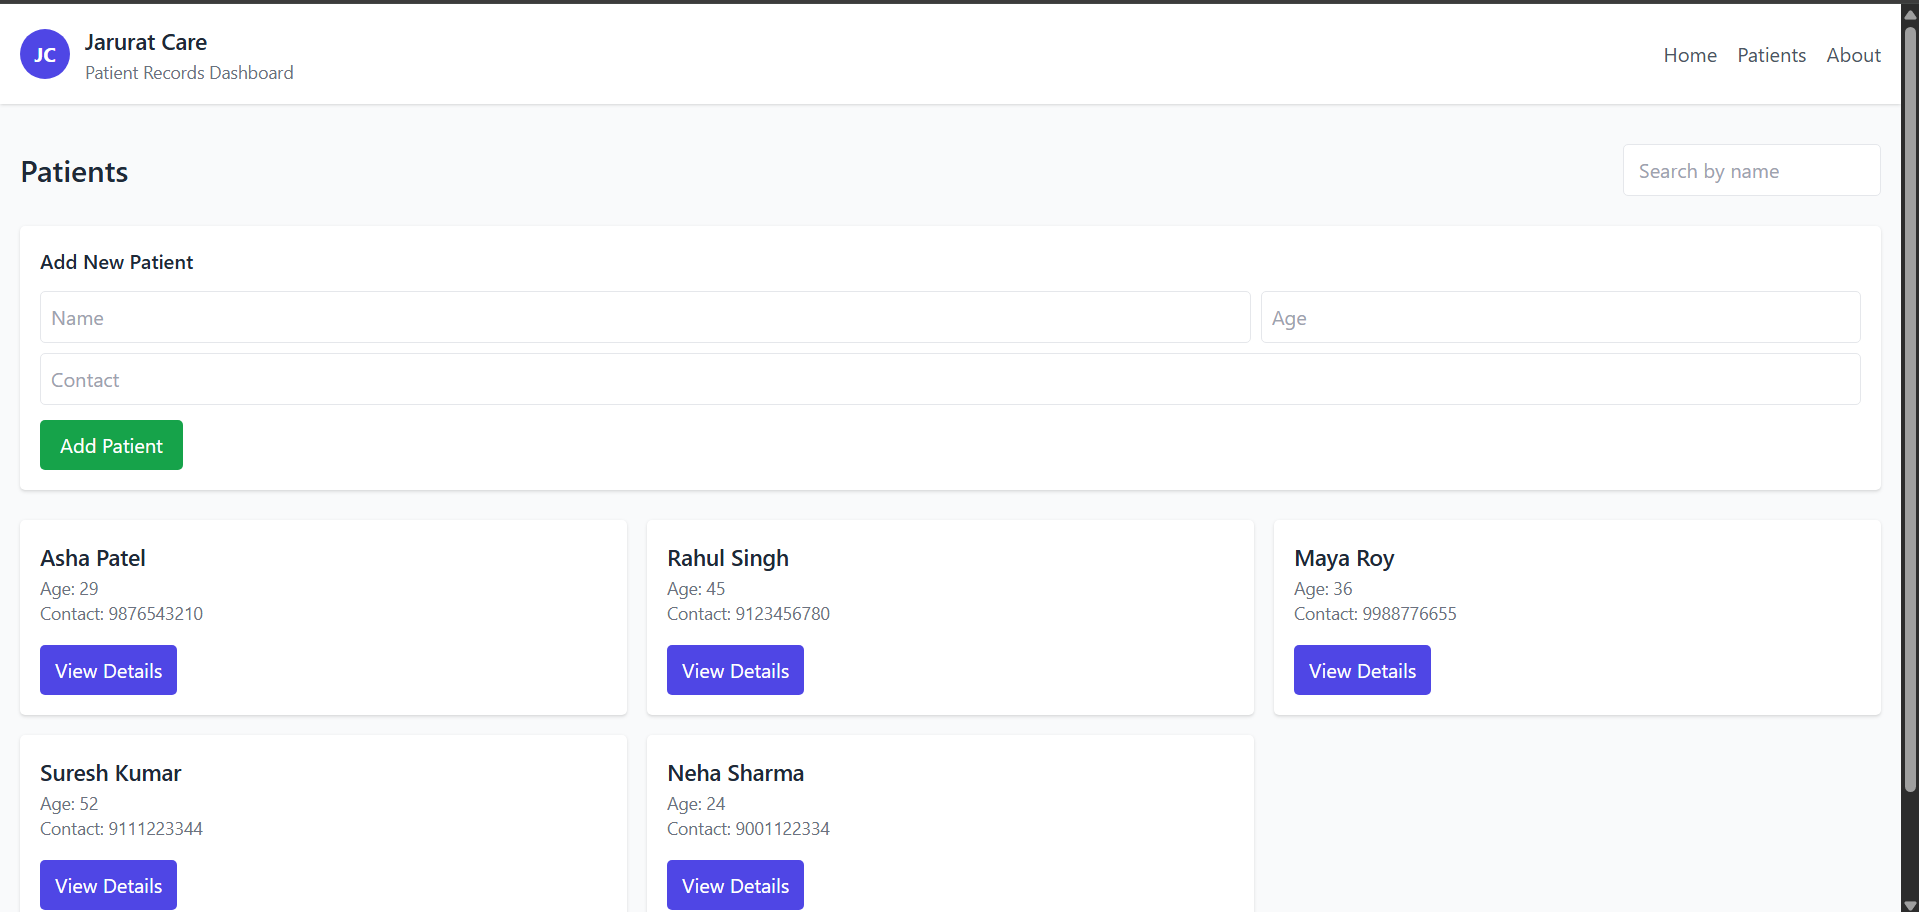 JC
Jarurat Care
Patient Records Dashboard
Home Patients About
Patients
Search by name
Add New Patient
Name
Age
Contact
Add Patient
Asha Patel
Age: 29
Contact: 9876543210
View Details
Rahul Singh
Age: 45
Contact: 9123456780
View Details
Maya Roy
Age: 36
Contact: 9988776655
View Details
Suresh Kumar
Age: 52
Contact: 9111223344
View Details
Neha Sharma
Age: 24
Contact: 9001122334
View Details